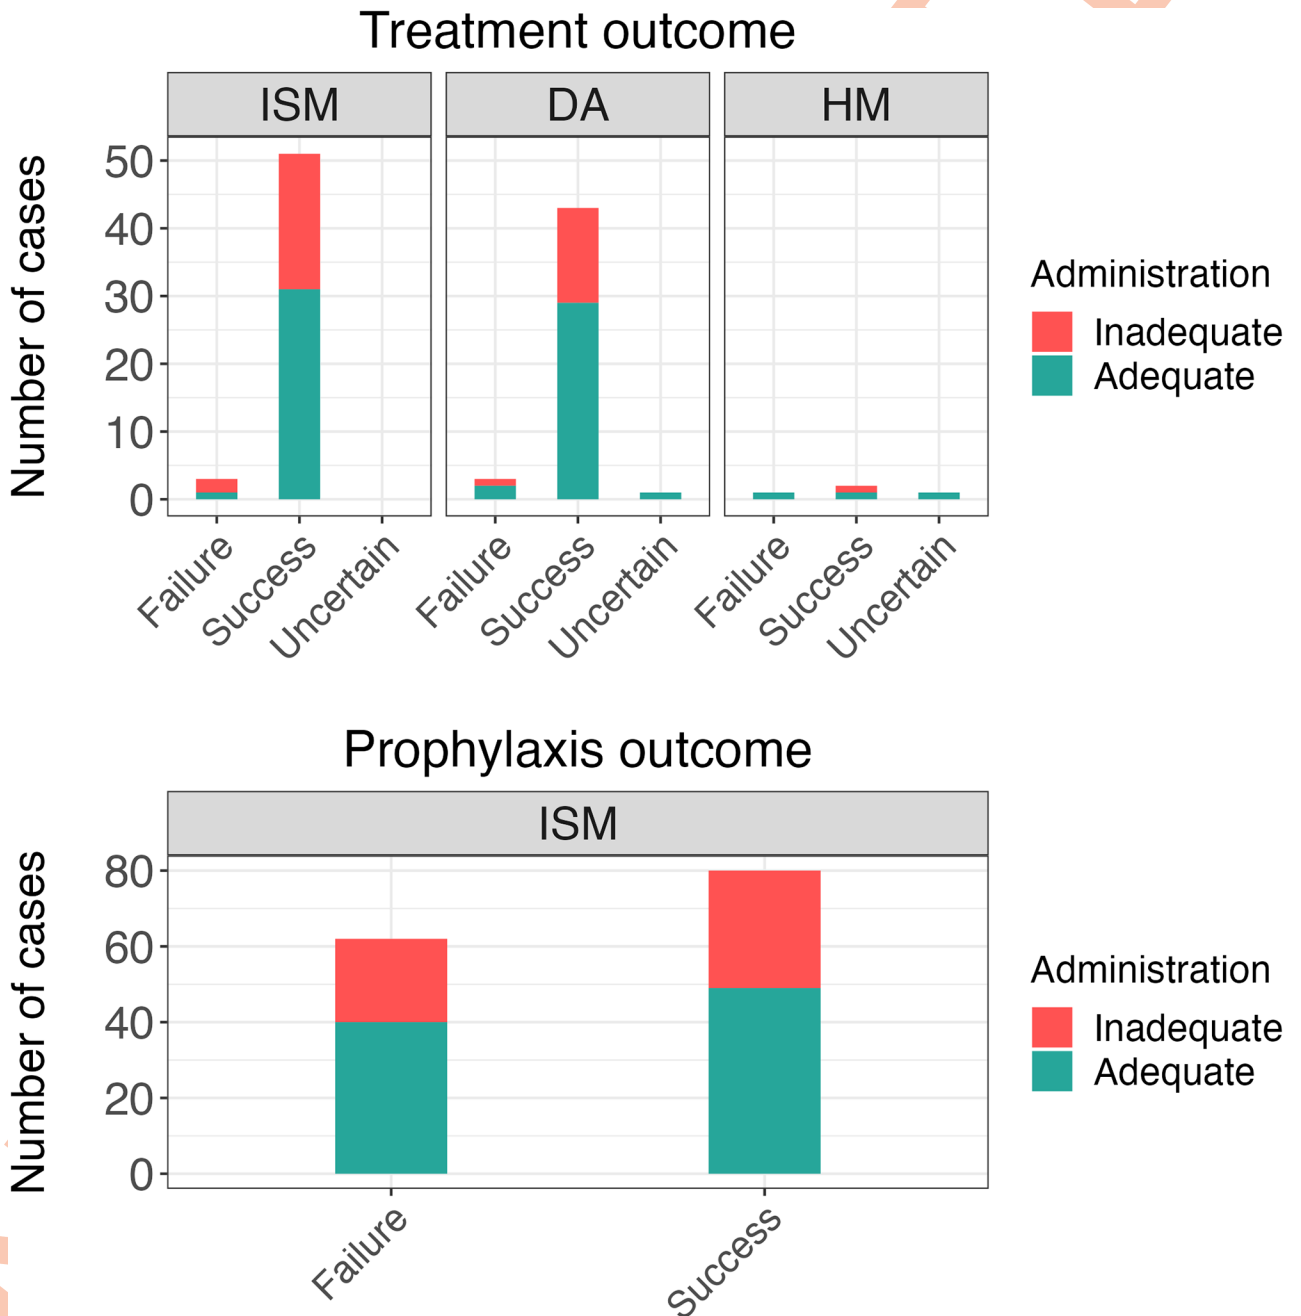 Treatment outcome
ISM DA HM
Number of cases
50
40
30
20
10
0
Failure Success Uncertain Failure Success Uncertain Failure Success Uncertain
Administration
Inadequate
Adequate
Prophylaxis outcome
ISM
Number of cases
80
60
40
20
0
Failure Success
Administration
Inadequate
Adequate